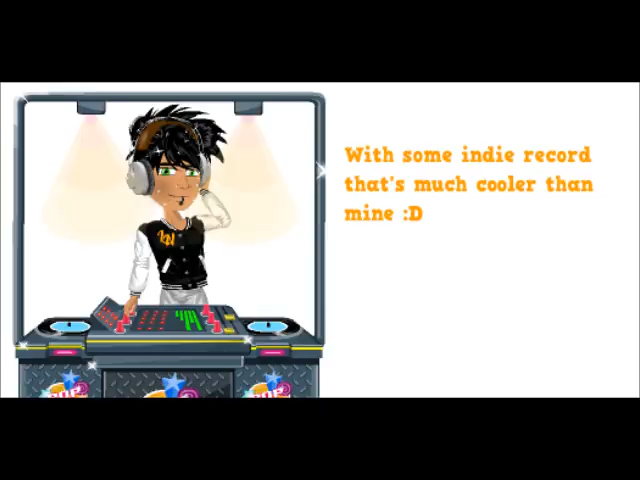 With some indie record
that's much cooler than
mine :D